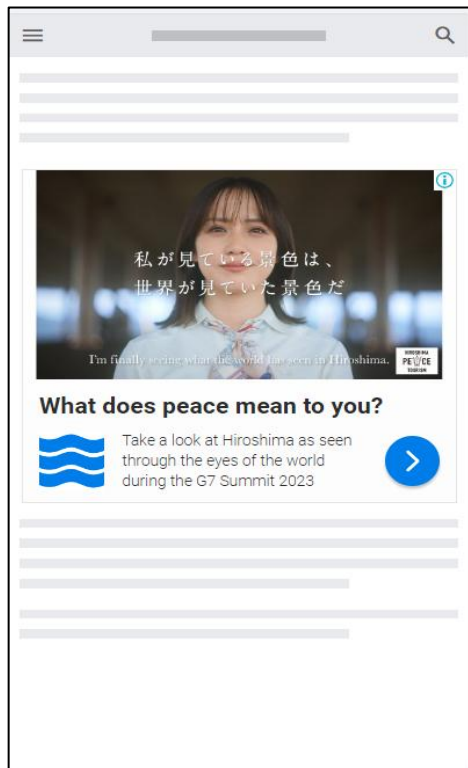 私が見ている景色は、
世界が見ていた景色だ
I'm finally seeing what the world has seen in Hiroshima.
HIROSHIMA
PEACE
TOURISM
What does peace mean to you?
Take a look at Hiroshima as seen
through the eyes of the world
during the G7 Summit 2023